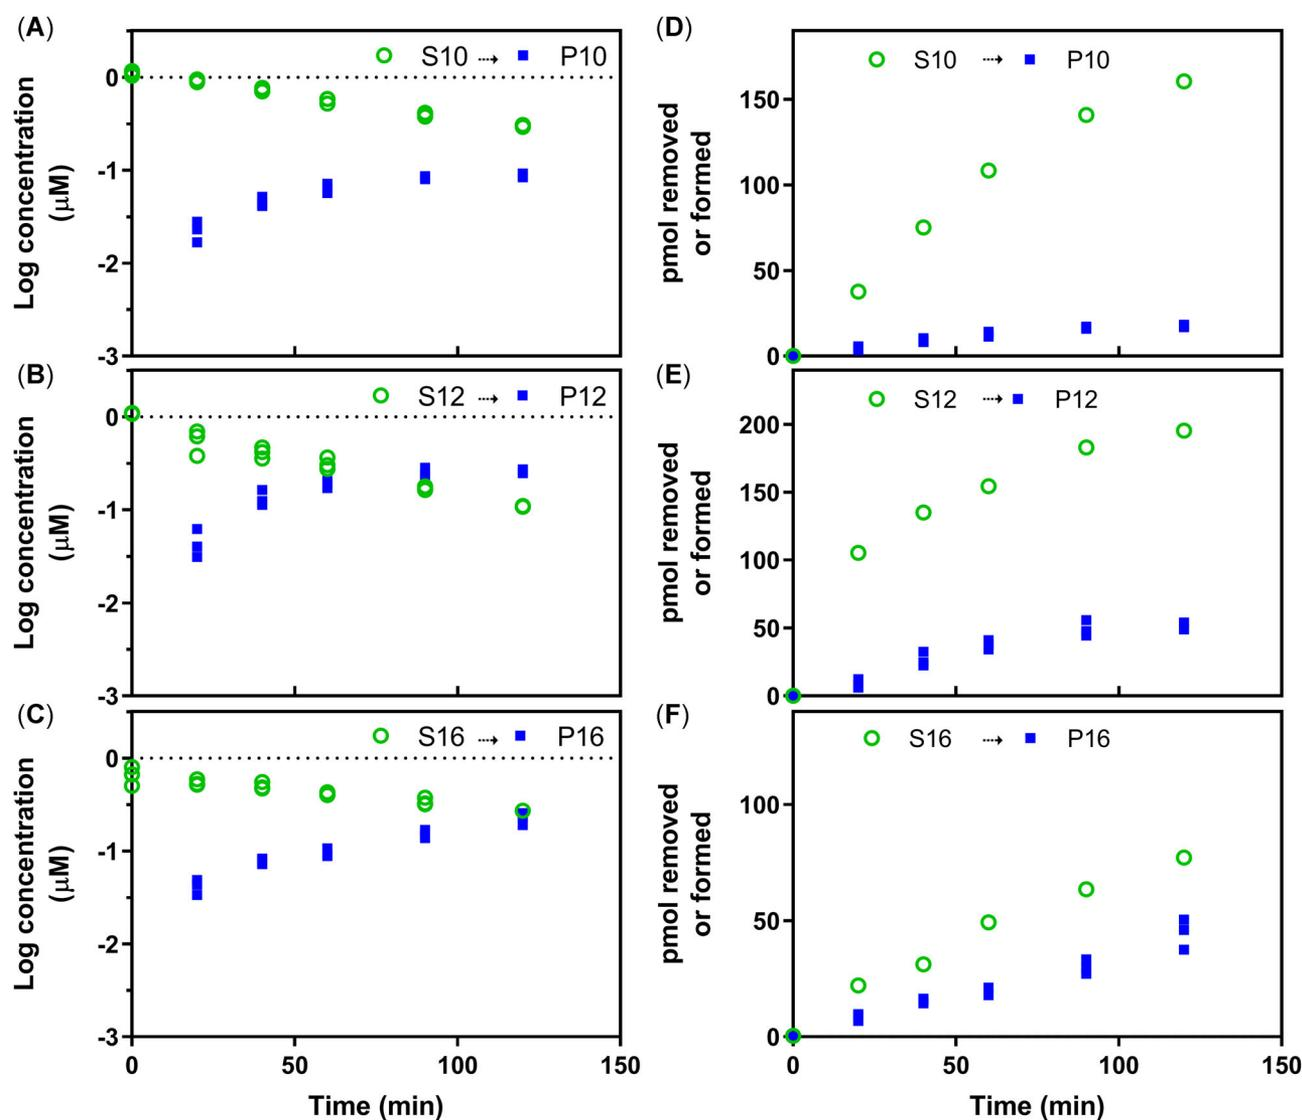 (A)
S10 ⇢ P10
0
-1
-2
-3
Log concentration
(μM)
(D)
S10 ⇢ P10
150
100
50
0
pmol removed
or formed
(B)
S12 ⇢ P12
0
-1
-2
-3
Log concentration
(μM)
(E)
S12 ⇢ P12
200
150
100
50
0
pmol removed
or formed
(C)
S16 ⇢ P16
0
-1
-2
-3
Log concentration
(μM)
0 50 100 150
Time (min)
(F)
S16 ⇢ P16
100
50
0
pmol removed
or formed
0 50 100 150
Time (min)